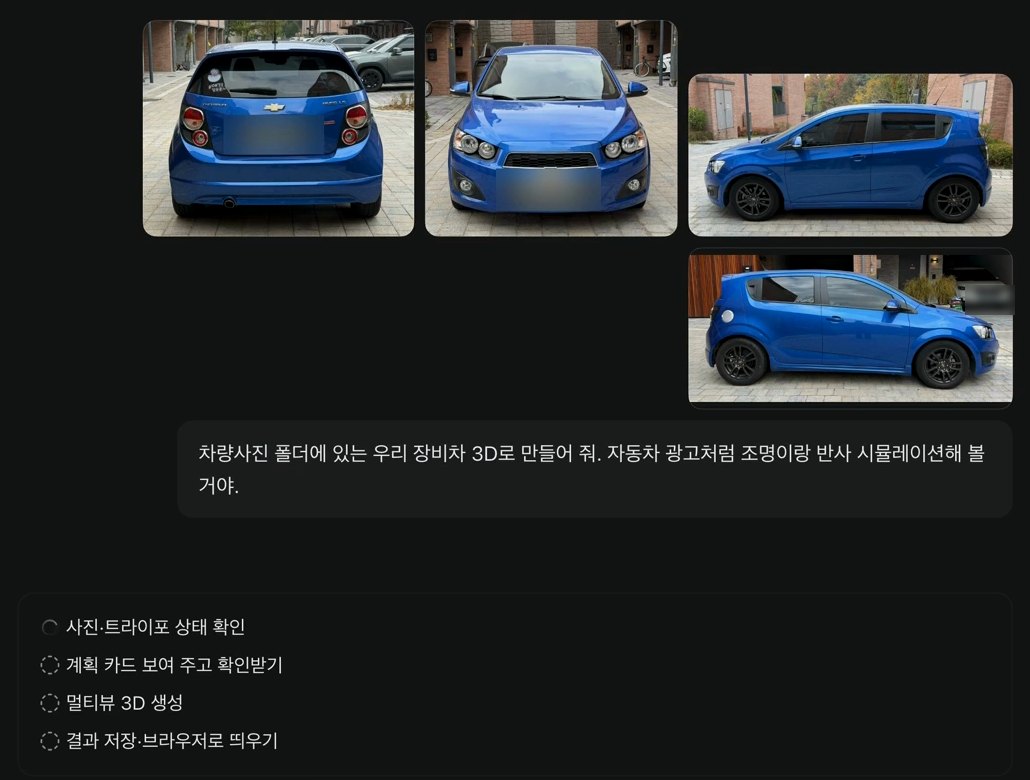 차량사진 폴더에 있는 우리 장비차 3D로 만들어 줘. 자동차 광고처럼 조명이랑 반사 시뮬레이션해 볼
거야.
사진·트라이포 상태 확인
계획 카드 보여 주고 확인받기
멀티뷰 3D 생성
결과 저장·브라우저로 띄우기